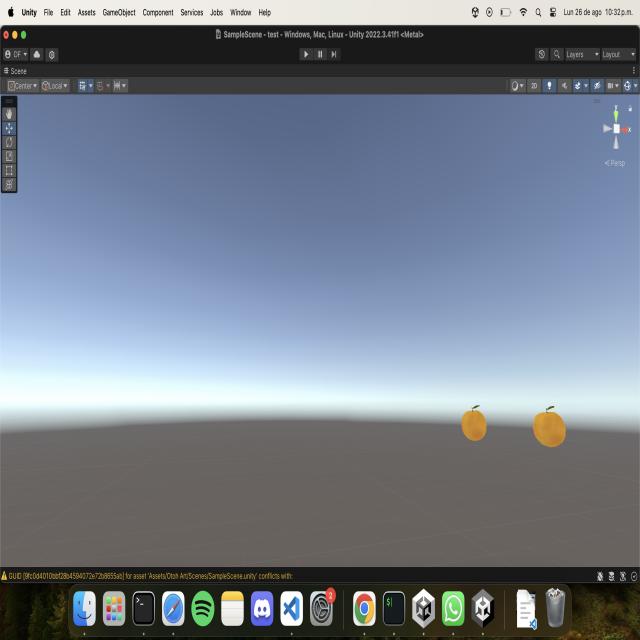 Unity File Edit Assets GameObject Component Services Jobs Window Help Lun 26 de ago 10:32 p.m.
SampleScene - test - Windows, Mac, Linux - Unity 2022.3.41f1 <Metal>
DF Layers Layout
Scene
Center Local 2D
y
x
Persp
GUID [9fc0d4010bbf28b4594072e72b8655ab] for asset 'Assets/Otoh Art/Scenes/SampleScene.unity' conflicts with:
2